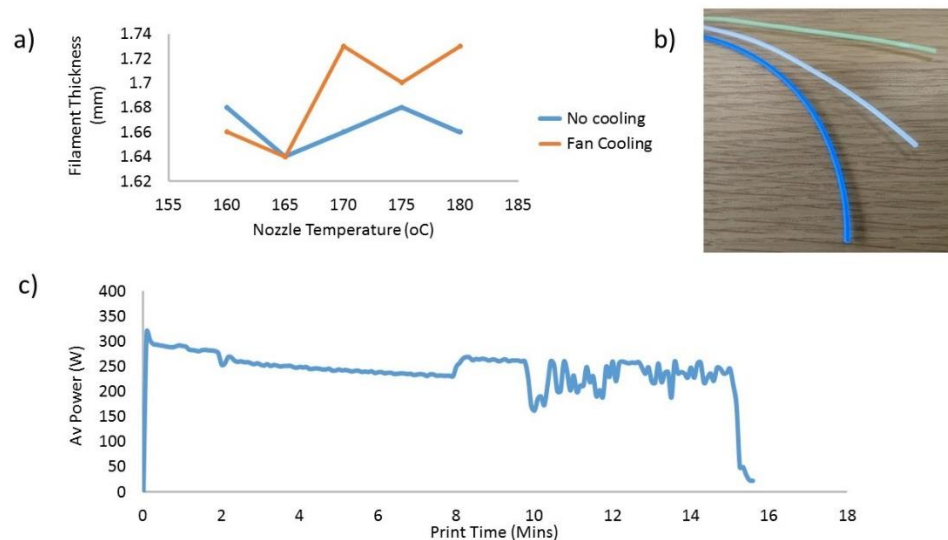 a)
Filament Thickness
(mm)
1.74
1.72
1.7
1.68
1.66
1.64
1.62
155 160 165 170 175 180 185
Nozzle Temperature (oC)
No cooling
Fan Cooling
b)
c)
Av Power (W)
400
350
300
250
200
150
100
50
0
0 2 4 6 8 10 12 14 16 18
Print Time (Mins)